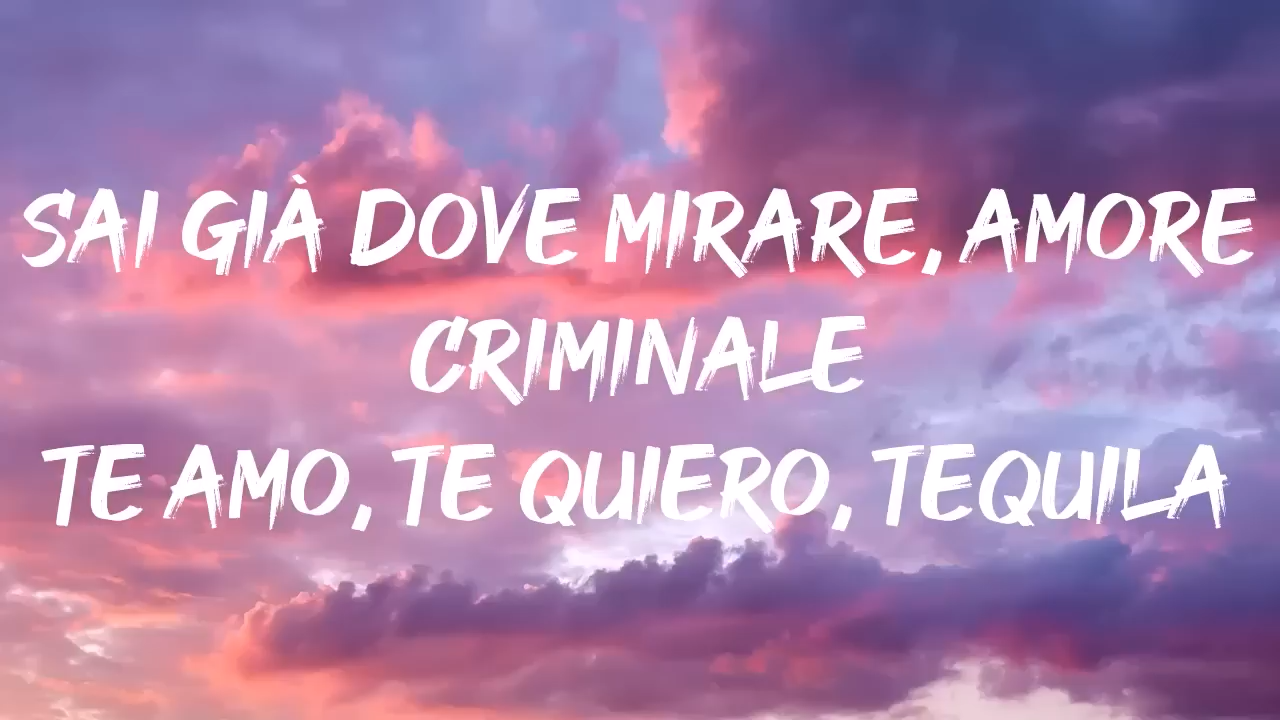 SAI GIÀ DOVE MIRARE, AMORE
CRIMINALE
TE AMO, TE QUIERO, TEQUILA